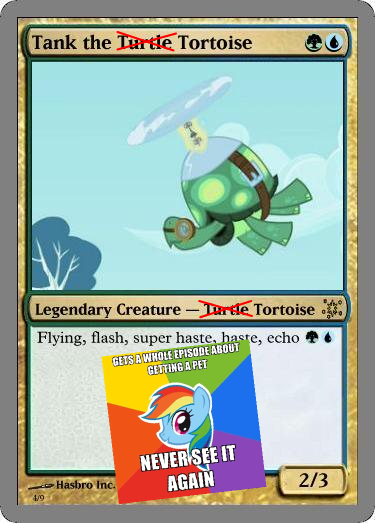 Tank the Turtle Tortoise
Legendary Creature — Turtle Tortoise
Flying, flash, super haste, haste, echo
GETS A WHOLE EPISODE ABOUT
GETTING A PET
NEVER SEE IT
AGAIN
Hasbro Inc.
2/3
4/9